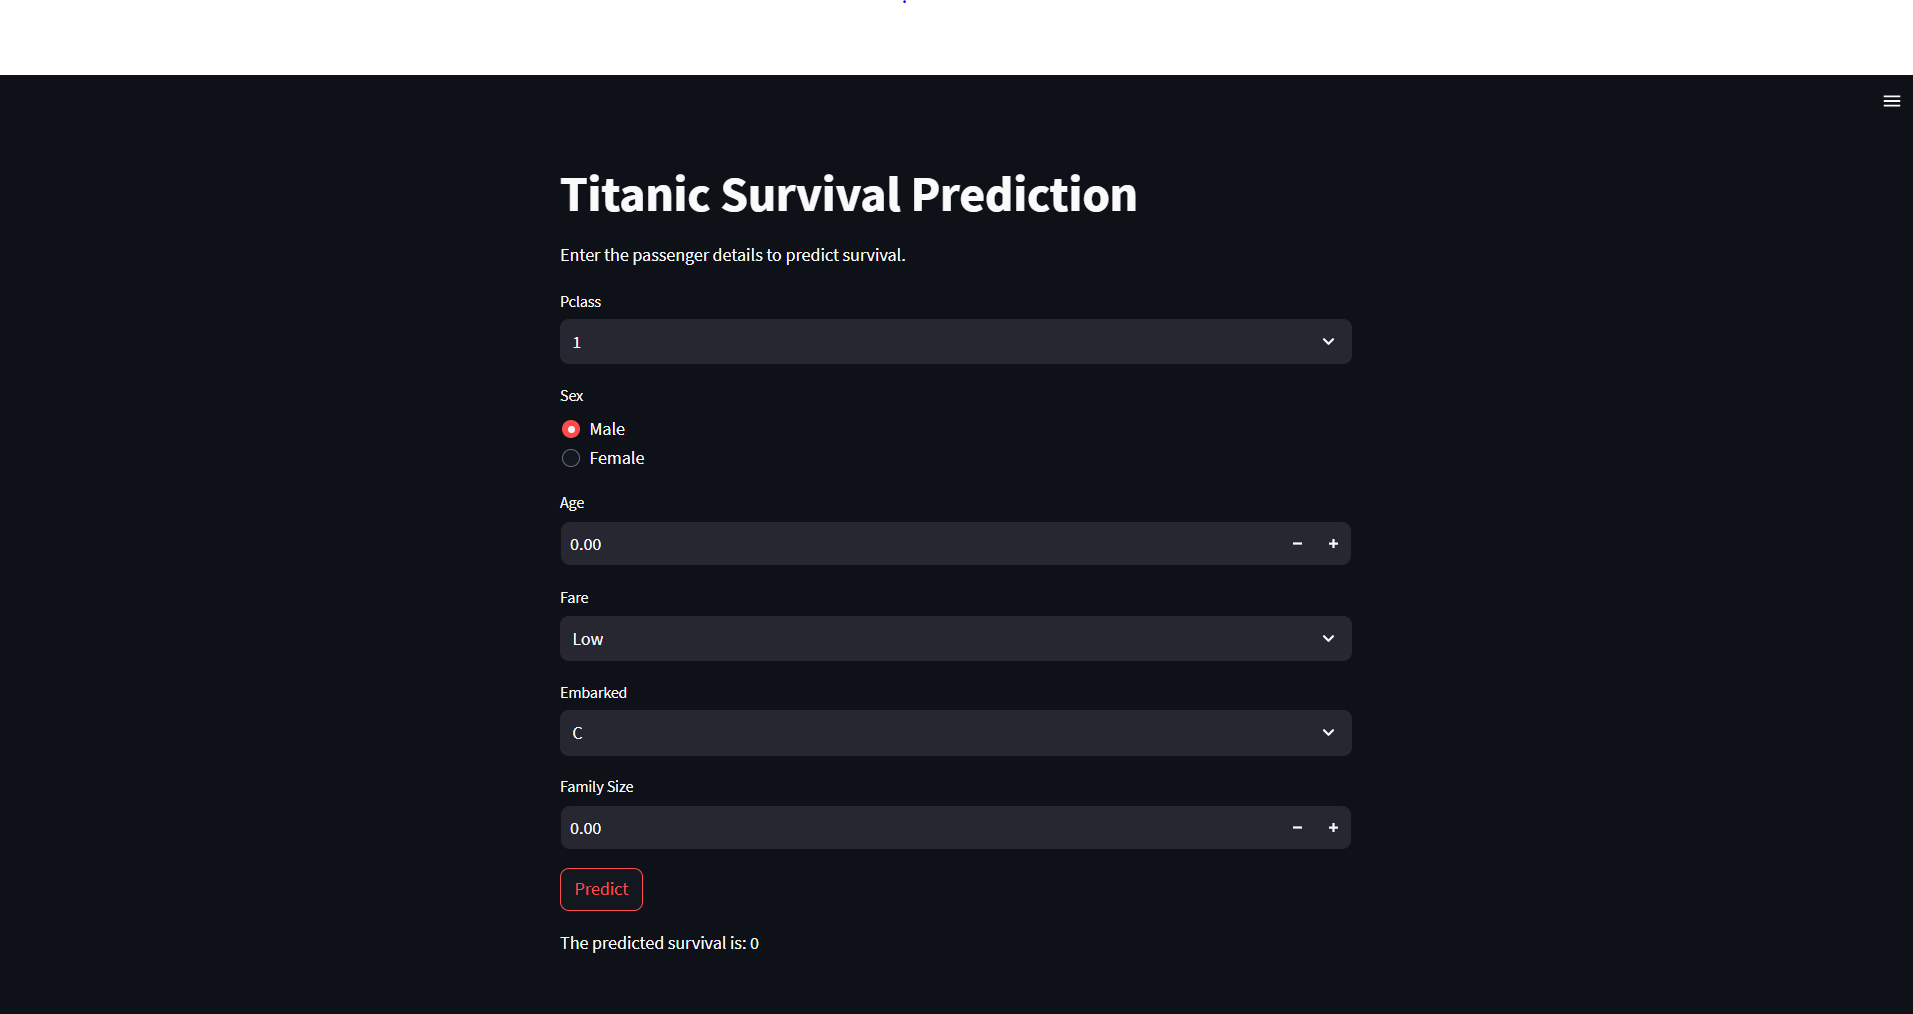 Titanic Survival Prediction
Enter the passenger details to predict survival.
Pclass
1
Sex
Male
Female
Age
0.00
Fare
Low
Embarked
C
Family Size
0.00
Predict
The predicted survival is: 0